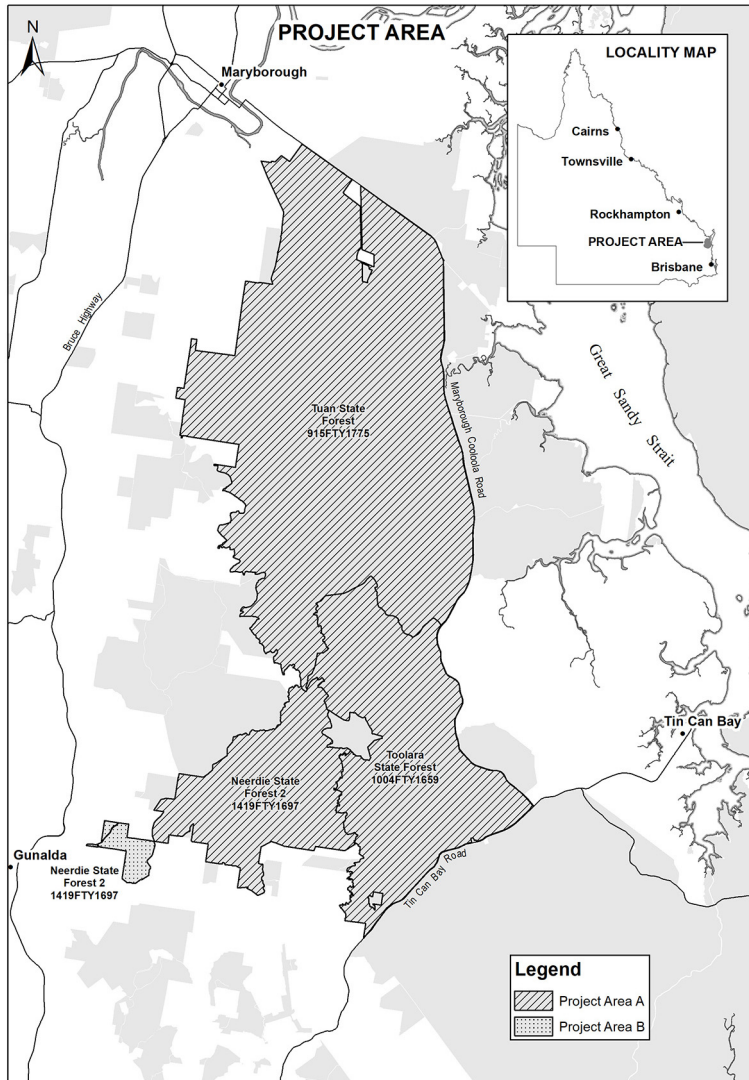 PROJECT AREA
N
Maryborough
LOCALITY MAP
Cairns
Townsville
Rockhampton
PROJECT AREA
Brisbane
Bruce Highway
Great Sandy Strait
Maryborough Cooloola Road
Tuan State
Forest
915FTY1775
Tin Can Bay
Toolara
State Forest
1004FTY1659
Neerdie State
Forest 2
1419FTY1697
Gunalda
Neerdie State
Forest 2
1419FTY1697
Tin Can Bay Road
Legend
Project Area A
Project Area B